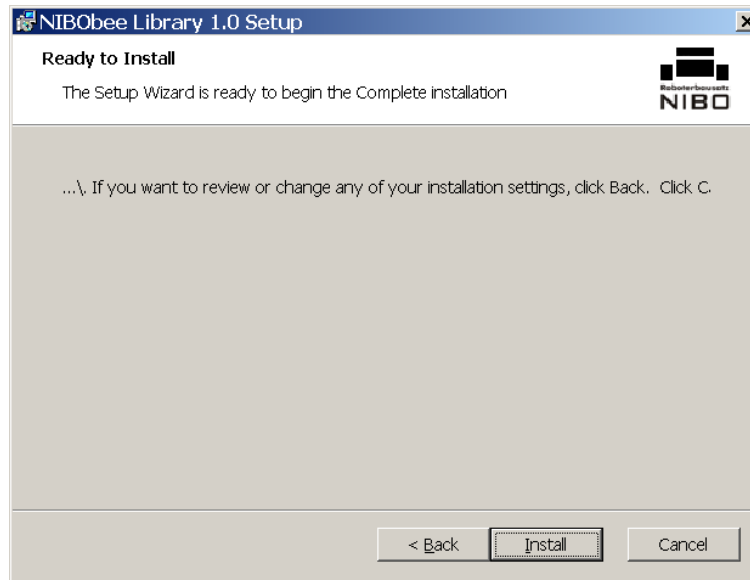 NIBObee Library 1.0 Setup
Ready to Install
The Setup Wizard is ready to begin the Complete installation
Roboterbausatz
NIBO
...\. If you want to review or change any of your installation settings, click Back.  Click C.
< Back
Install
Cancel